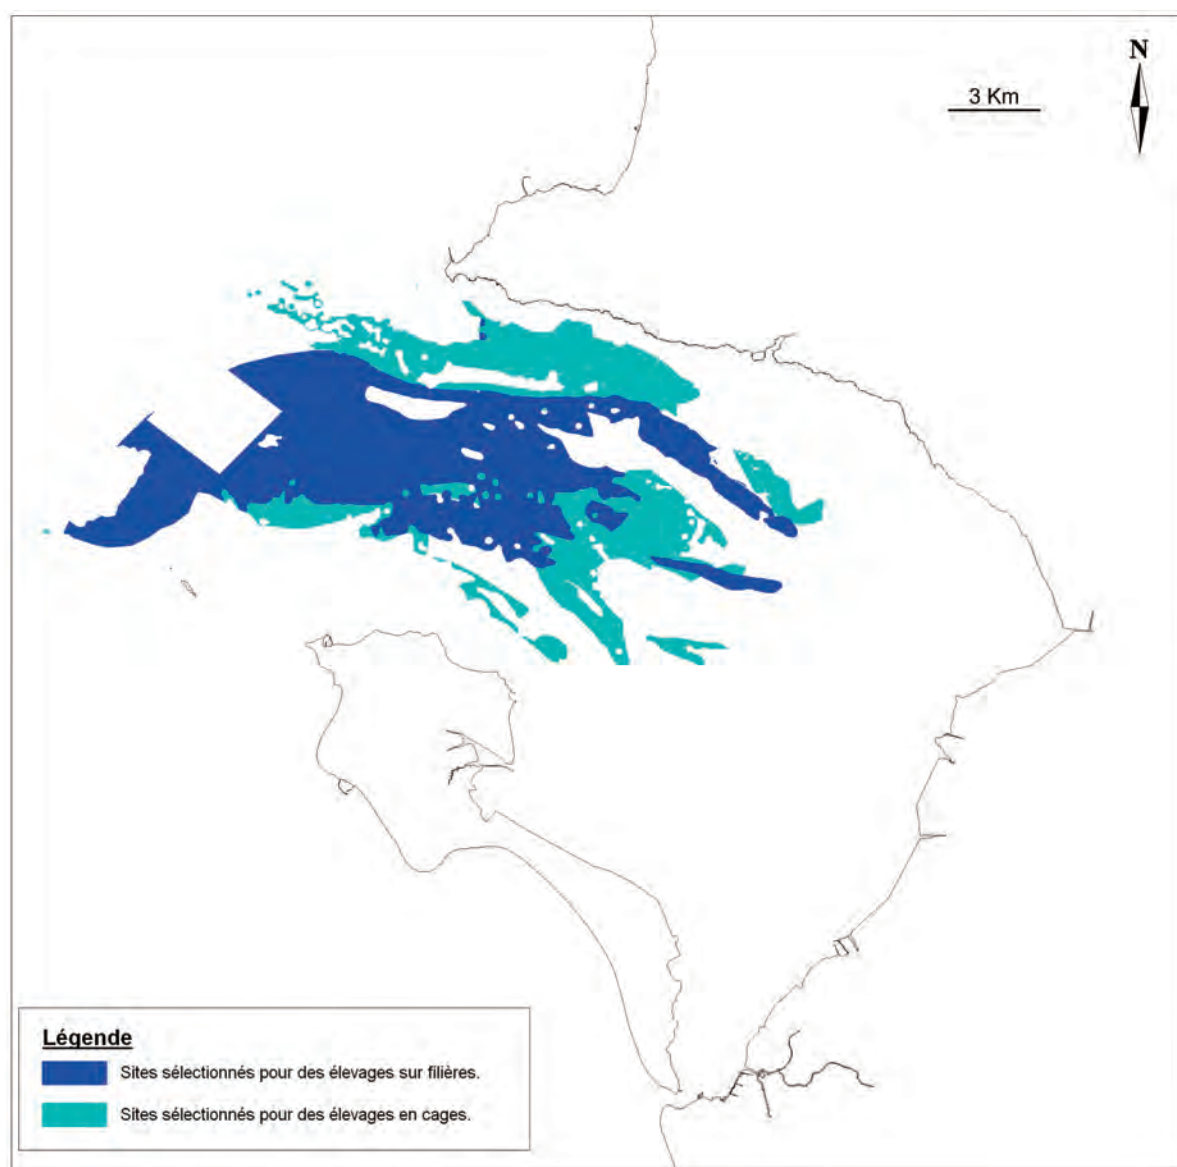 N
3 Km
Légende
Sites sélectionnés pour des élevages sur filières.
Sites sélectionnés pour des élevages en cages.